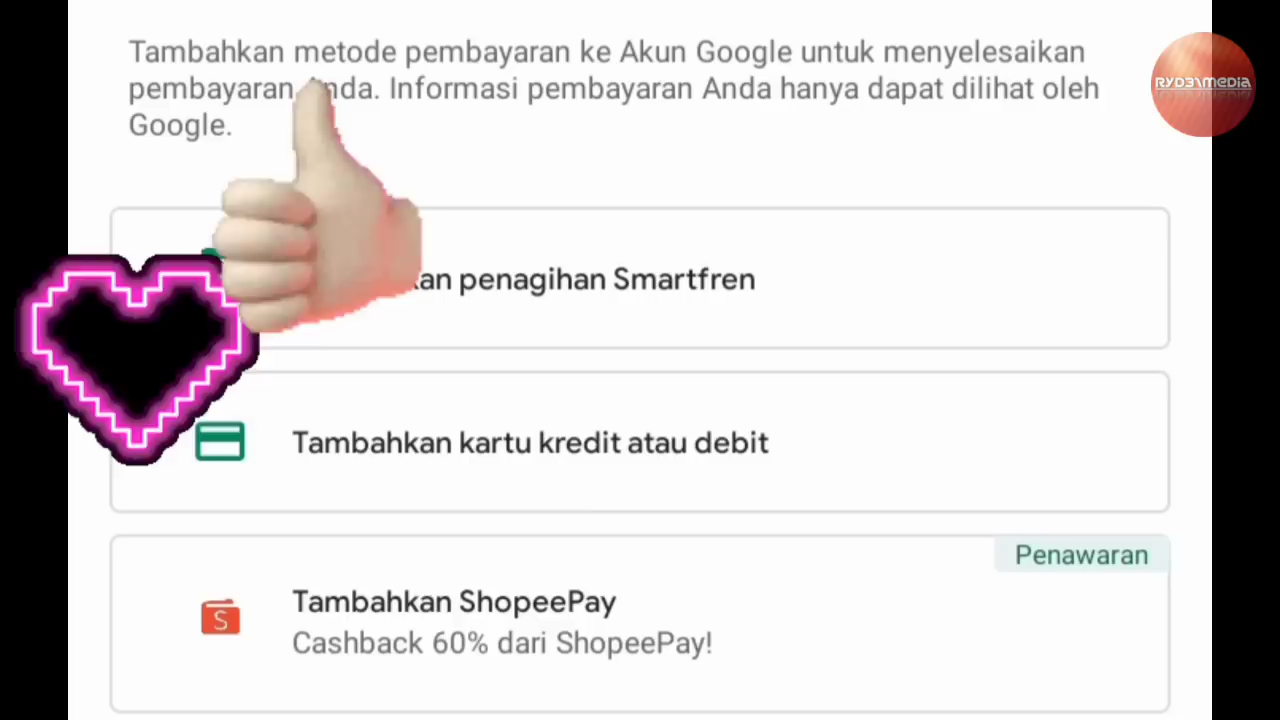 Tambahkan metode pembayaran ke Akun Google untuk menyelesaikan
pembayaran Anda. Informasi pembayaran Anda hanya dapat dilihat oleh
Google.
RYD31MEDIA
penagihan Smartfren
Tambahkan kartu kredit atau debit
Penawaran
Tambahkan ShopeePay
Cashback 60% dari ShopeePay!